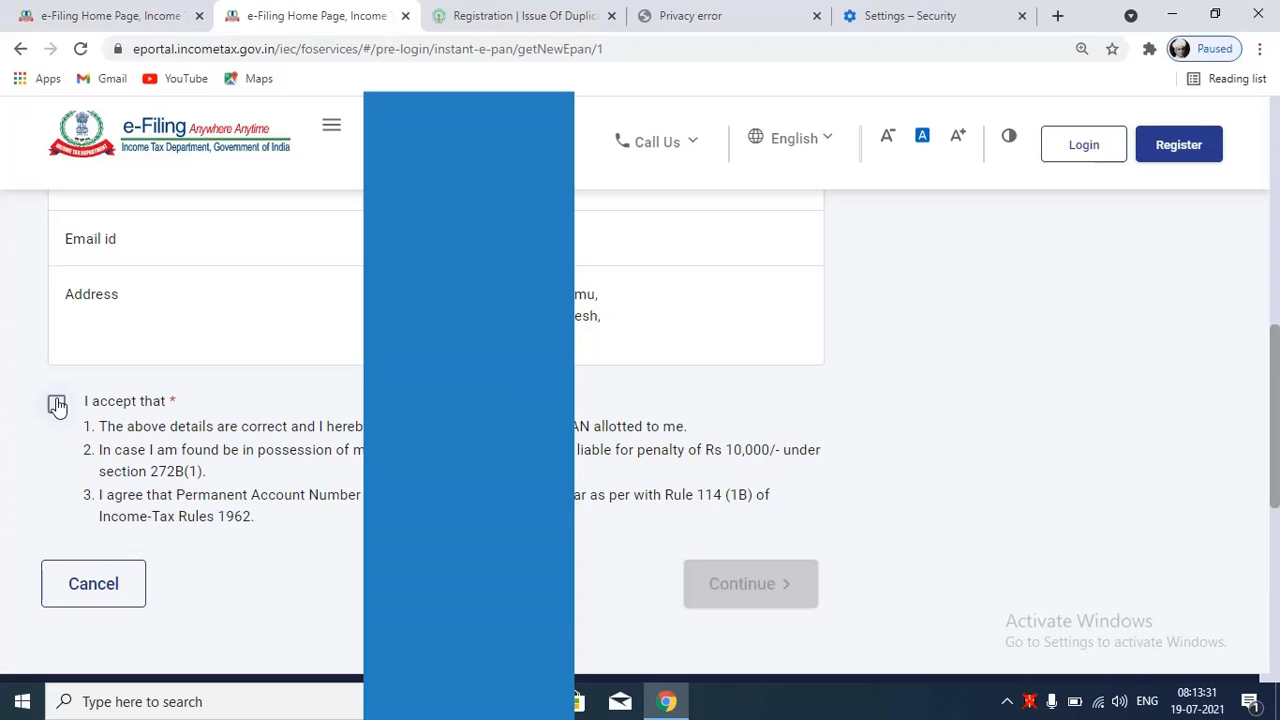 e-Filing Home Page, Income T
e-Filing Home Page, Income T
Registration | Issue Of Duplic
Privacy error
Settings – Security
eportal.incometax.gov.in/iec/foservices/#/pre-login/instant-e-pan/getNewEpan/1
Paused
Apps
Gmail
YouTube
Maps
Reading list
e-Filing Anywhere Anytime
Income Tax Department, Government of India
Call Us
English
A-
A
A+
Login
Register
Email id
Address
mu,
esh,
I accept that *
1. The above details are correct and I hereb
AN allotted to me.
2. In case I am found be in possession of m
liable for penalty of Rs 10,000/- under
section 272B(1).
3. I agree that Permanent Account Number
ar as per with Rule 114 (1B) of
Income-Tax Rules 1962.
Cancel
Continue >
Activate Windows
Go to Settings to activate Windows.
Type here to search
ENG
08:13:31
19-07-2021
1